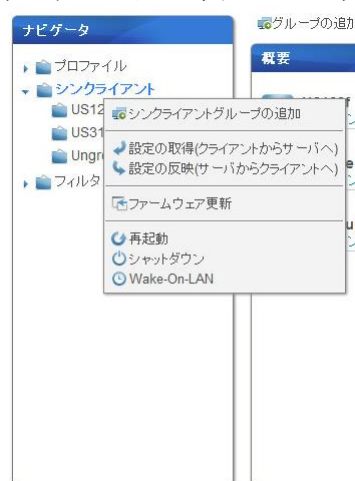 ナビゲータ
グループの追加
概要
プロファイル
シンクライアント
US12
US31
Ungr
フィルタ
シンクライアントグループの追加
設定の取得(クライアントからサーバへ)
設定の反映(サーバからクライアントへ)
ファームウェア更新
再起動
シャットダウン
Wake-On-LAN